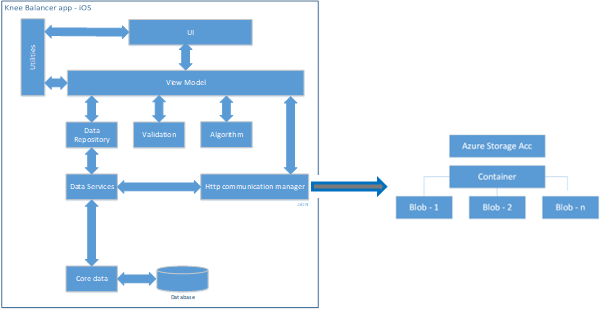 Knee Balancer app - iOS
UI
Utilities
View Model
Data
Repository
Validation
Algorithm
Data Services
Http communication manager
Core data
Database
Azure Storage Acc
Container
Blob - 1
Blob - 2
Blob - n